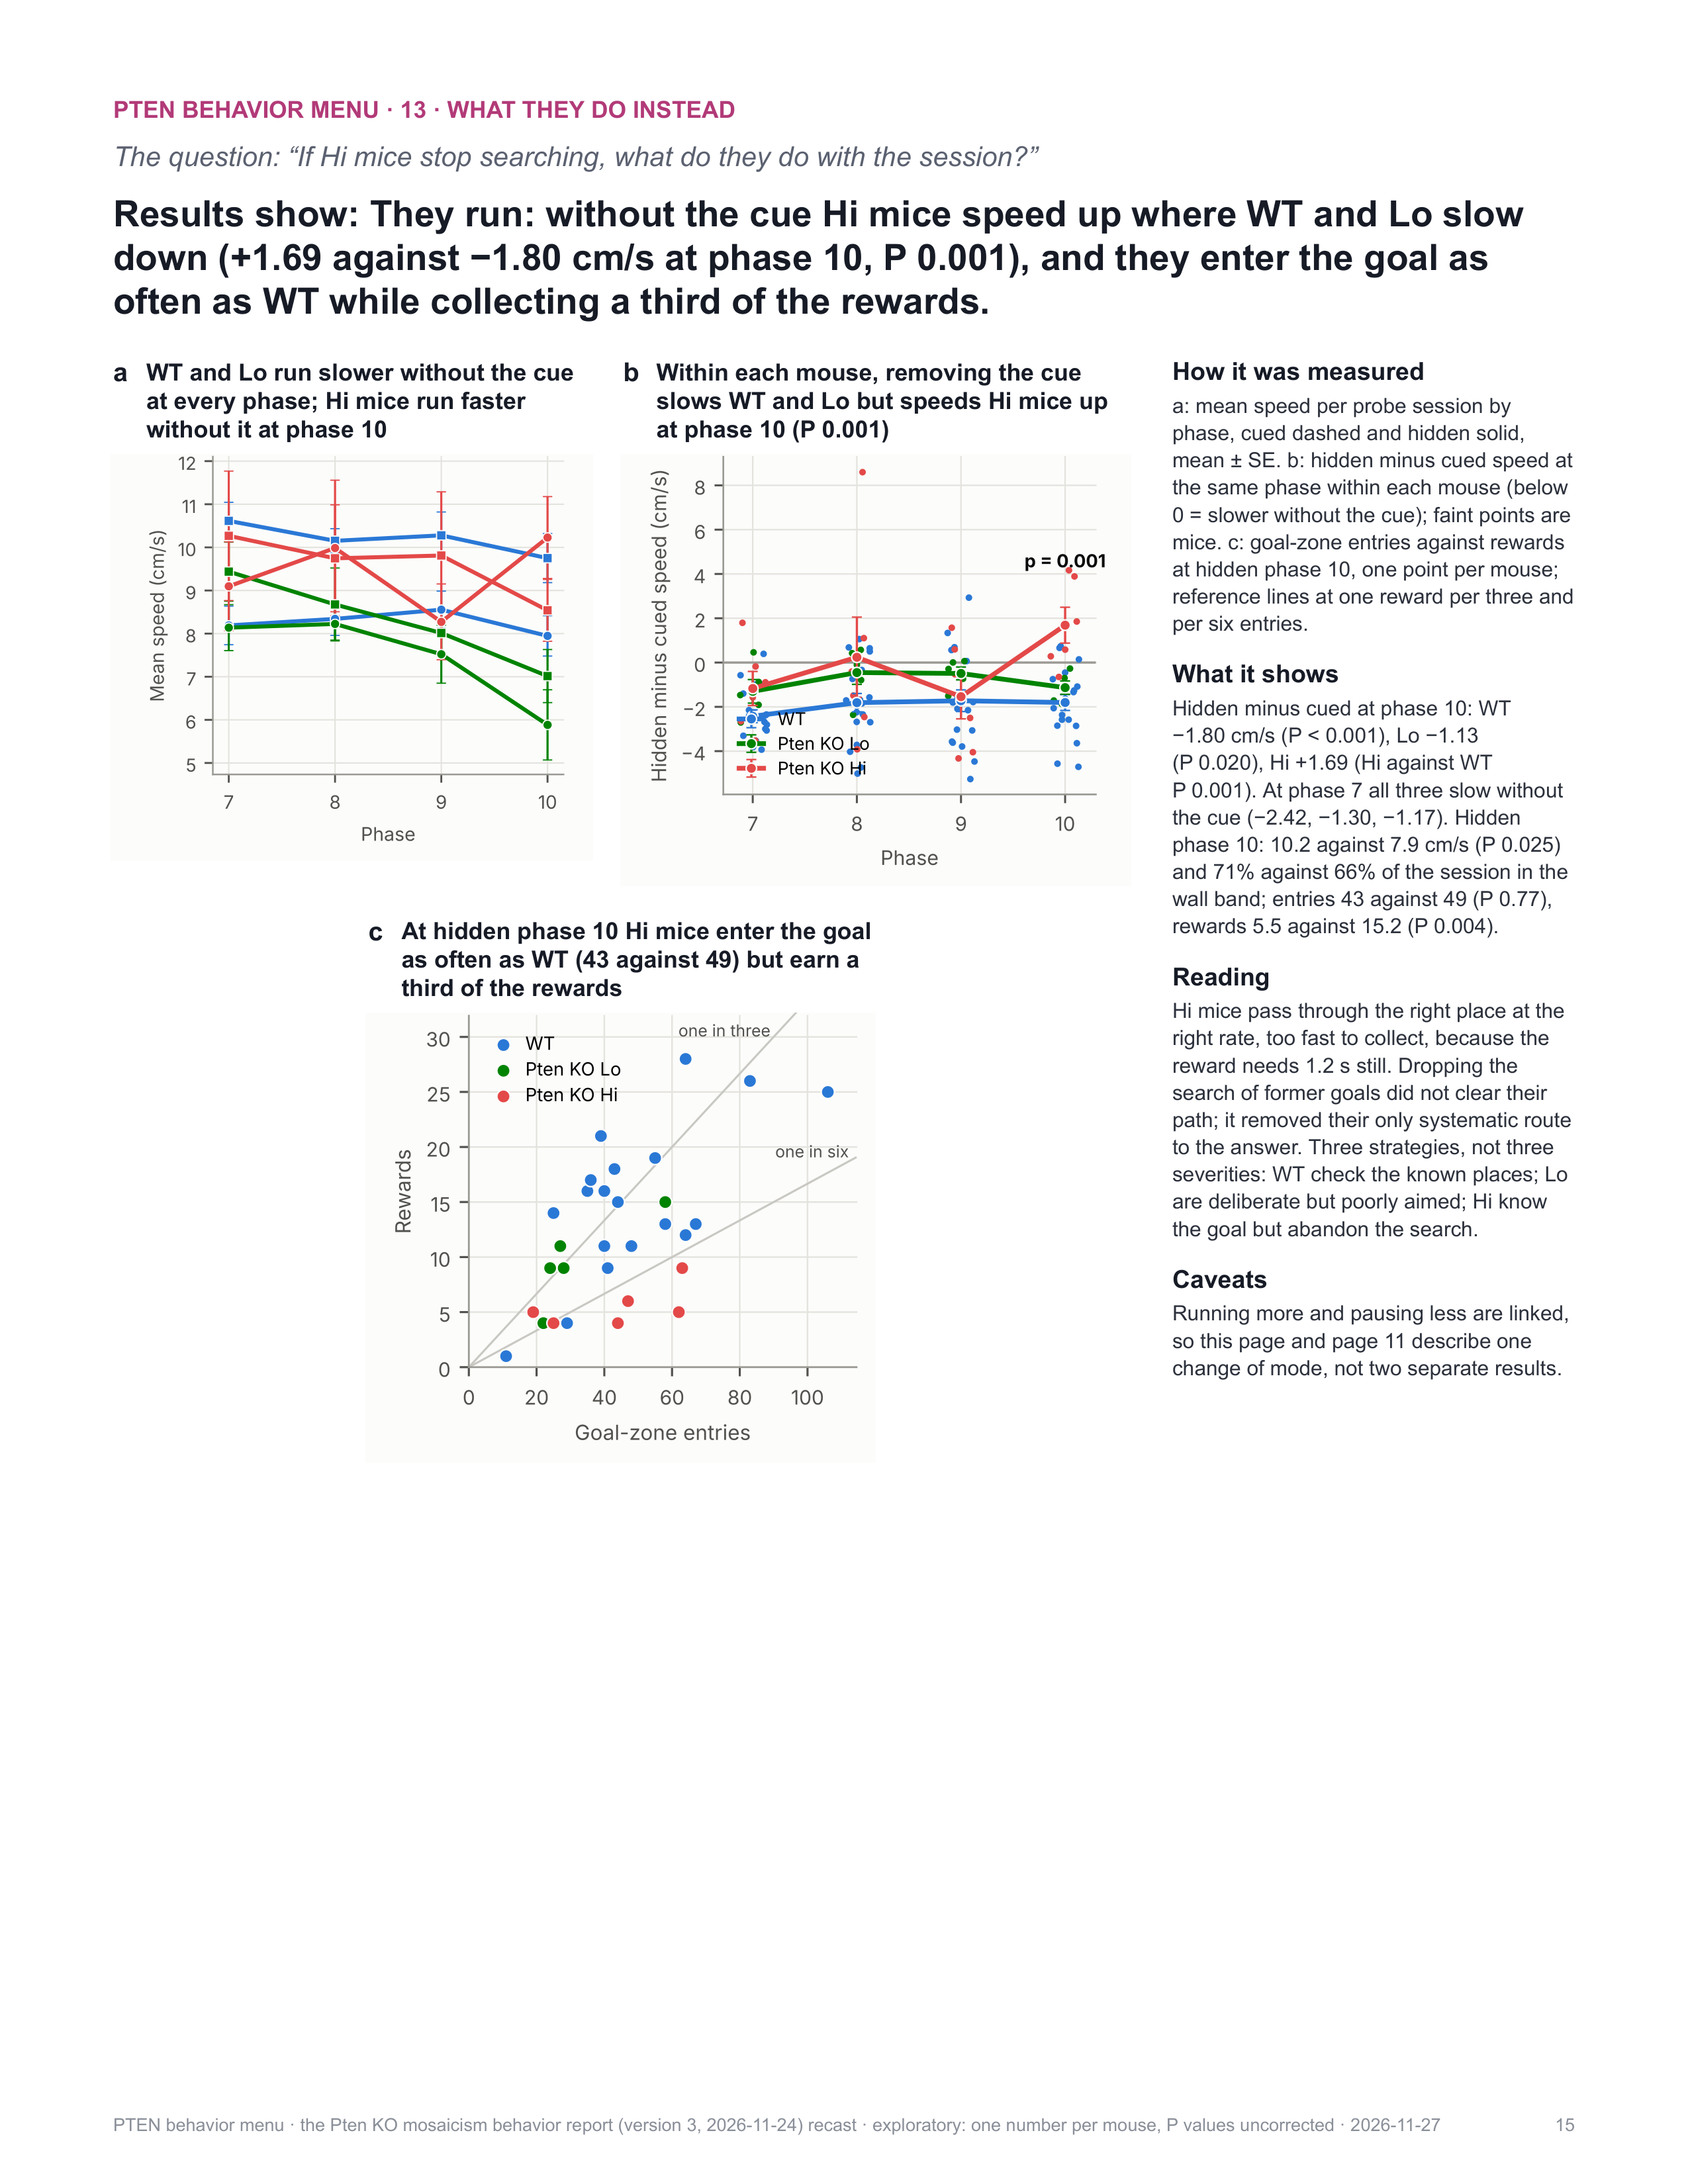 PTEN BEHAVIOR MENU · 13 · WHAT THEY DO INSTEAD
The question: “If Hi mice stop searching, what do they do with the session?”
Results show: They run: without the cue Hi mice speed up where WT and Lo slow
down (+1.69 against −1.80 cm/s at phase 10, P 0.001), and they enter the goal as
often as WT while collecting a third of the rewards.
a WT and Lo run slower without the cue
at every phase; Hi mice run faster
without it at phase 10
12
11
10
9
8
7
6
5
Mean speed (cm/s)
7 8 9 10
Phase
b Within each mouse, removing the cue
slows WT and Lo but speeds Hi mice up
at phase 10 (P 0.001)
8
6
4
2
0
−2
−4
Hidden minus cued speed (cm/s)
p = 0.001
WT
Pten KO Lo
Pten KO Hi
7 8 9 10
Phase
c At hidden phase 10 Hi mice enter the goal
as often as WT (43 against 49) but earn a
third of the rewards
30
25
20
15
10
5
0
Rewards
WT
Pten KO Lo
Pten KO Hi
one in three
one in six
0 20 40 60 80 100
Goal-zone entries
How it was measured
a: mean speed per probe session by
phase, cued dashed and hidden solid,
mean ± SE. b: hidden minus cued speed at
the same phase within each mouse (below
0 = slower without the cue); faint points are
mice. c: goal-zone entries against rewards
at hidden phase 10, one point per mouse;
reference lines at one reward per three and
per six entries.
What it shows
Hidden minus cued at phase 10: WT
−1.80 cm/s (P < 0.001), Lo −1.13
(P 0.020), Hi +1.69 (Hi against WT
P 0.001). At phase 7 all three slow without
the cue (−2.42, −1.30, −1.17). Hidden
phase 10: 10.2 against 7.9 cm/s (P 0.025)
and 71% against 66% of the session in the
wall band; entries 43 against 49 (P 0.77),
rewards 5.5 against 15.2 (P 0.004).
Reading
Hi mice pass through the right place at the
right rate, too fast to collect, because the
reward needs 1.2 s still. Dropping the
search of former goals did not clear their
path; it removed their only systematic route
to the answer. Three strategies, not three
severities: WT check the known places; Lo
are deliberate but poorly aimed; Hi know
the goal but abandon the search.
Caveats
Running more and pausing less are linked,
so this page and page 11 describe one
change of mode, not two separate results.
PTEN behavior menu · the Pten KO mosaicism behavior report (version 3, 2026-11-24) recast · exploratory: one number per mouse, P values uncorrected · 2026-11-27
15